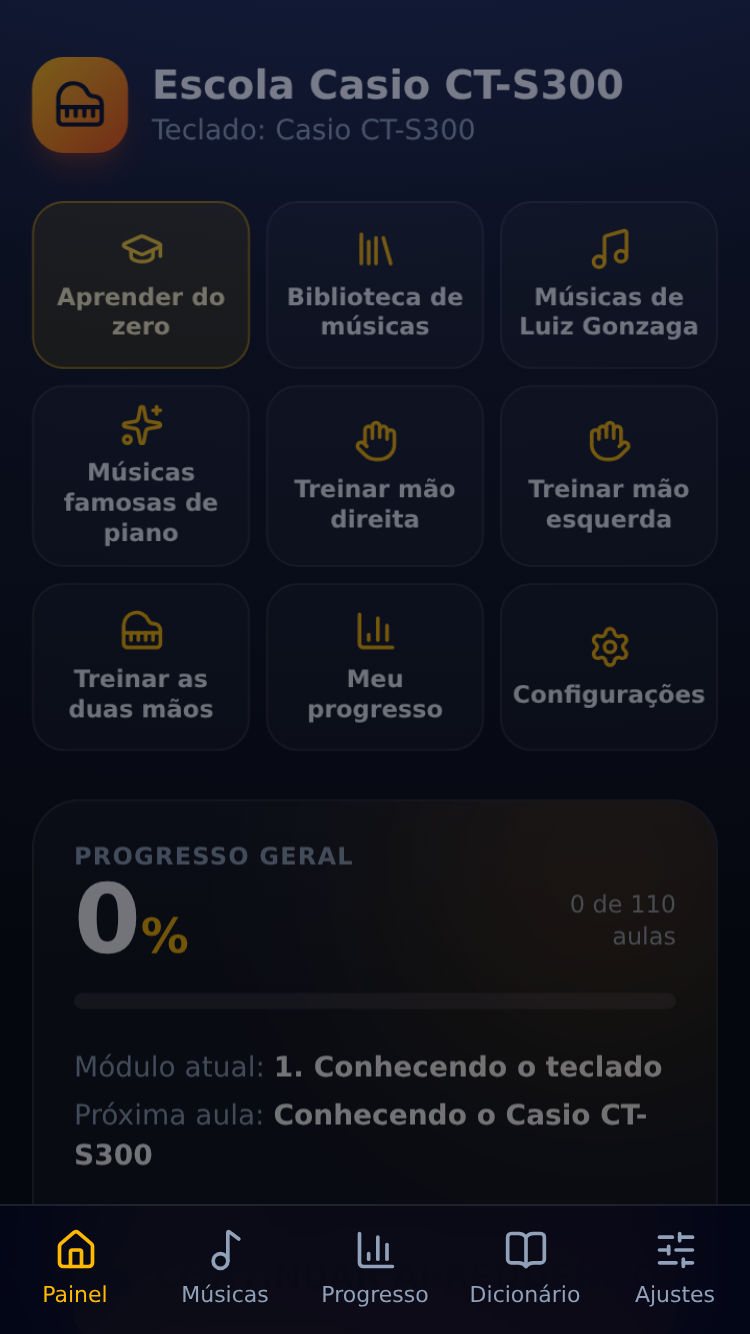 Escola Casio CT-S300
Teclado: Casio CT-S300
Aprender do
zero
Biblioteca de
músicas
Músicas de
Luiz Gonzaga
Músicas
famosas de
piano
Treinar mão
direita
Treinar mão
esquerda
Treinar as
duas mãos
Meu
progresso
Configurações
PROGRESSO GERAL
0%
0 de 110
aulas
Módulo atual: 1. Conhecendo o teclado
Próxima aula: Conhecendo o Casio CT-
S300
Painel
Músicas
Progresso
Dicionário
Ajustes